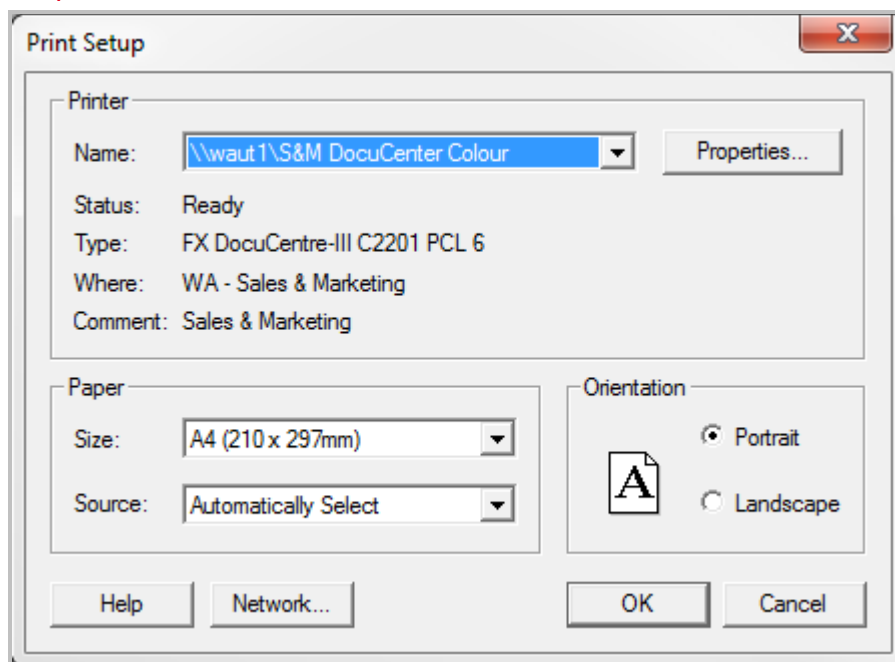 Print Setup
Printer
Name: \\waut1\S&M DocuCenter Colour Properties...
Status: Ready
Type: FX DocuCentre-III C2201 PCL 6
Where: WA - Sales & Marketing
Comment: Sales & Marketing
Paper
Size: A4 (210 x 297mm)
Source: Automatically Select
Orientation
A
Portrait
Landscape
Help Network... OK Cancel